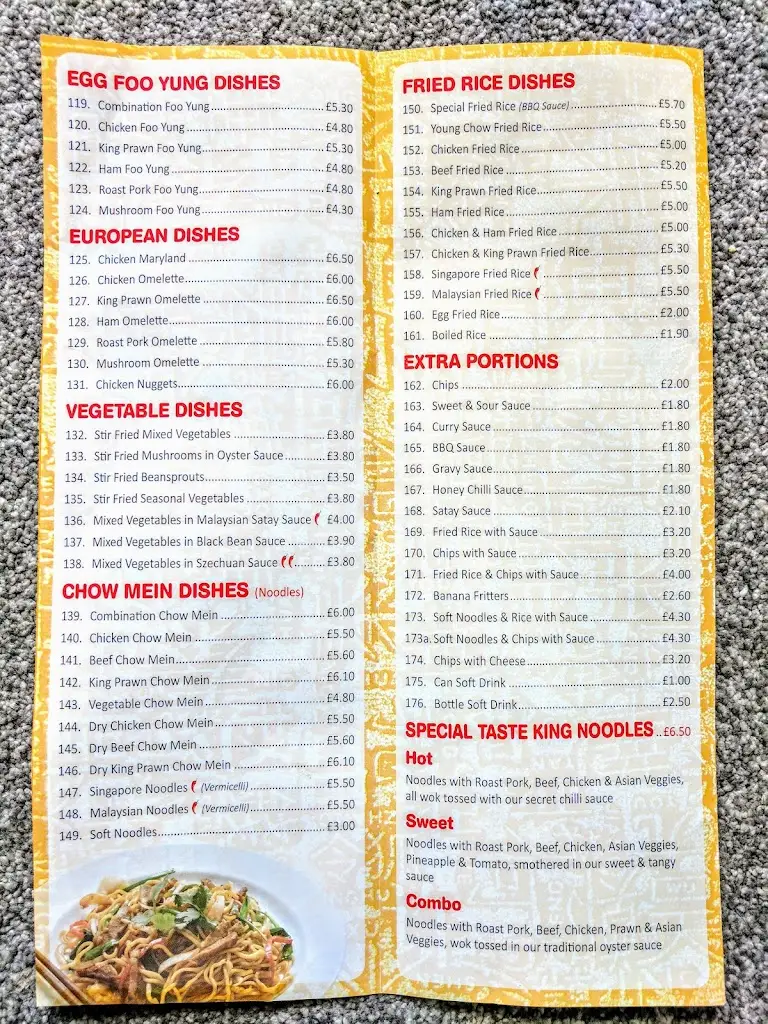 EGG FOO YUNG DISHES
119. Combination Foo Yung £5.30
120. Chicken Foo Yung £4.80
121. King Prawn Foo Yung £5.30
122. Ham Foo Yung £4.80
123. Roast Pork Foo Yung £4.80
124. Mushroom Foo Yung £4.30
EUROPEAN DISHES
125. Chicken Maryland £6.50
126. Chicken Omelette £6.00
127. King Prawn Omelette £6.50
128. Ham Omelette £6.00
129. Roast Pork Omelette £5.80
130. Mushroom Omelette £5.30
131. Chicken Nuggets £6.00
VEGETABLE DISHES
132. Stir Fried Mixed Vegetables £3.80
133. Stir Fried Mushrooms in Oyster Sauce £3.80
134. Stir Fried Beansprouts £3.50
135. Stir Fried Seasonal Vegetables £3.80
136. Mixed Vegetables in Malaysian Satay Sauce £4.00
137. Mixed Vegetables in Black Bean Sauce £3.90
138. Mixed Vegetables in Szechuan Sauce £3.80
CHOW MEIN DISHES (Noodles)
139. Combination Chow Mein £6.00
140. Chicken Chow Mein £5.50
141. Beef Chow Mein £5.60
142. King Prawn Chow Mein £6.10
143. Vegetable Chow Mein £4.80
144. Dry Chicken Chow Mein £5.50
145. Dry Beef Chow Mein £5.60
146. Dry King Prawn Chow Mein £6.10
147. Singapore Noodles (Vermicelli) £5.50
148. Malaysian Noodles (Vermicelli) £5.50
149. Soft Noodles £3.00
FRIED RICE DISHES
150. Special Fried Rice (BBQ Sauce) £5.70
151. Young Chow Fried Rice £5.50
152. Chicken Fried Rice £5.00
153. Beef Fried Rice £5.20
154. King Prawn Fried Rice £5.50
155. Ham Fried Rice £5.00
156. Chicken & Ham Fried Rice £5.00
157. Chicken & King Prawn Fried Rice £5.30
158. Singapore Fried Rice £5.50
159. Malaysian Fried Rice £5.50
160. Egg Fried Rice £2.00
161. Boiled Rice £1.90
EXTRA PORTIONS
162. Chips £2.00
163. Sweet & Sour Sauce £1.80
164. Curry Sauce £1.80
165. BBQ Sauce £1.80
166. Gravy Sauce £1.80
167. Honey Chilli Sauce £1.80
168. Satay Sauce £2.10
169. Fried Rice with Sauce £3.20
170. Chips with Sauce £3.20
171. Fried Rice & Chips with Sauce £4.00
172. Banana Fritters £2.60
173. Soft Noodles & Rice with Sauce £4.30
173a. Soft Noodles & Chips with Sauce £4.30
174. Chips with Cheese £3.20
175. Can Soft Drink £1.00
176. Bottle Soft Drink £2.50
SPECIAL TASTE KING NOODLES £6.50
Hot
Noodles with Roast Pork, Beef, Chicken & Asian Veggies,
all wok tossed with our secret chilli sauce
Sweet
Noodles with Roast Pork, Beef, Chicken, Asian Veggies,
Pineapple & Tomato, smothered in our sweet & tangy
sauce
Combo
Noodles with Roast Pork, Beef, Chicken, Prawn & Asian
Veggies, wok tossed in our traditional oyster sauce